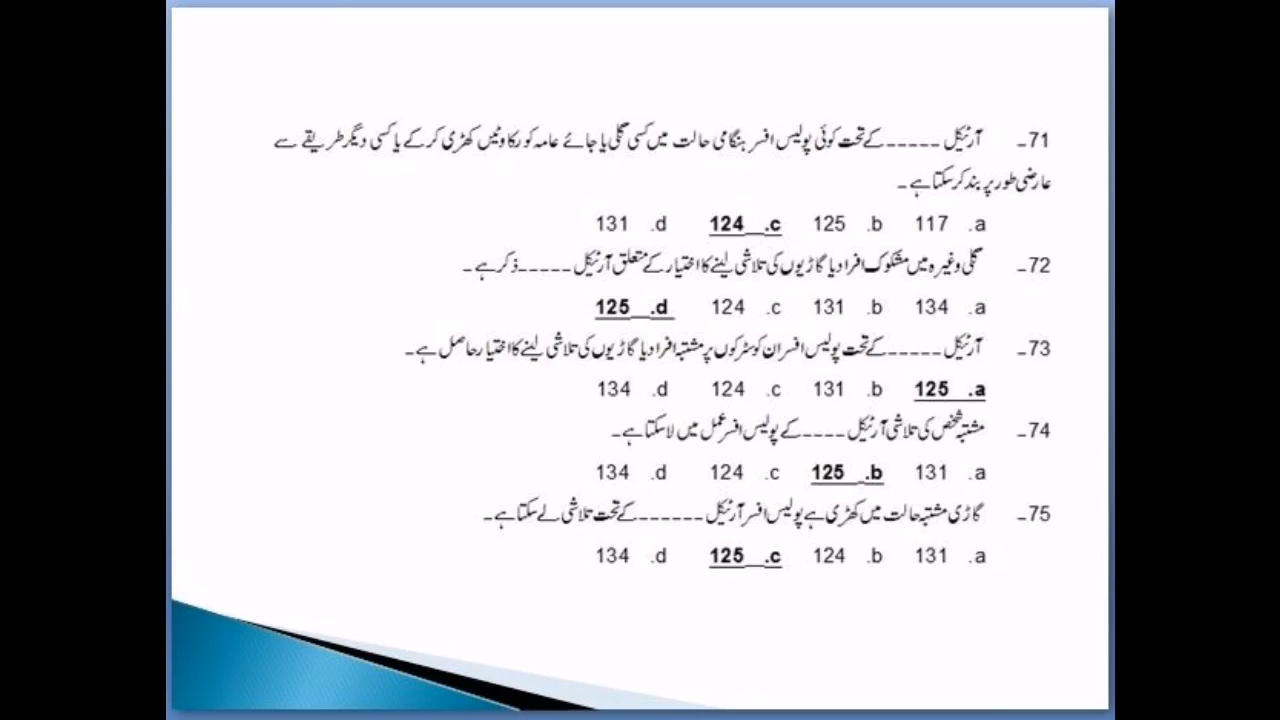 71۔ آرٹیکل ۔۔۔۔۔کے تحت کوئی پولیس افسر ہنگامی حالت میں کسی گلی یا جائے عامہ کو رکاوٹیں کھڑی کر کے یا کسی دیگر طریقے سے
عارضی طور پر بند کر سکتا ہے ۔
a. 117 b. 125 c. 124 d. 131
72۔ گلی وغیرہ میں مشکوک افراد یا گاڑیوں کی تلاشی لینے کا اختیار کے متعلق آرٹیکل ۔۔۔۔۔ذکر ہے ۔
a. 134 b. 131 c. 124 d. 125
73۔ آرٹیکل ۔۔۔۔۔کے تحت پولیس افسران کو سڑکوں پر مشتبہ افراد یا گاڑیوں کی تلاشی لینے کا اختیار حاصل ہے ۔
a. 125 b. 131 c. 124 d. 134
74۔ مشتبہ شخص کی تلاشی آرٹیکل ۔۔۔۔کے پولیس افسر عمل میں لا سکتا ہے ۔
a. 131 b. 125 c. 124 d. 134
75۔ گاڑی مشتبہ حالت میں کھڑی ہے پولیس افسر آرٹیکل ۔۔۔۔۔۔کے تحت تلاشی لے سکتا ہے ۔
a. 131 b. 124 c. 125 d. 134